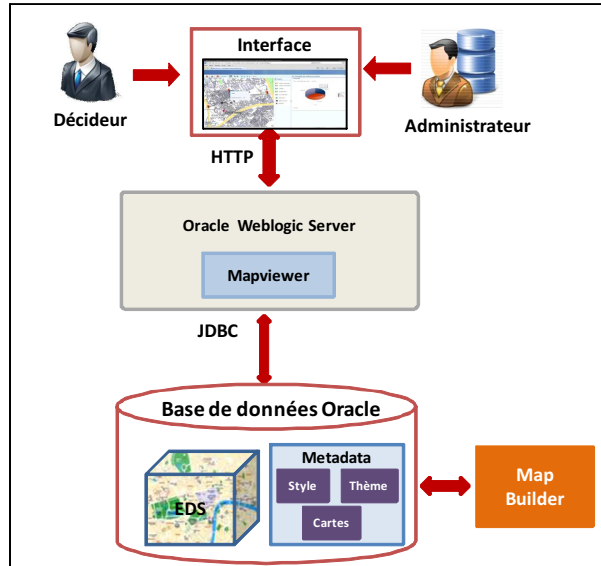 Interface
Décideur
Administrateur
HTTP
Oracle Weblogic Server
Mapviewer
JDBC
Base de données Oracle
Metadata
Style
Thème
Cartes
EDS
Map
Builder